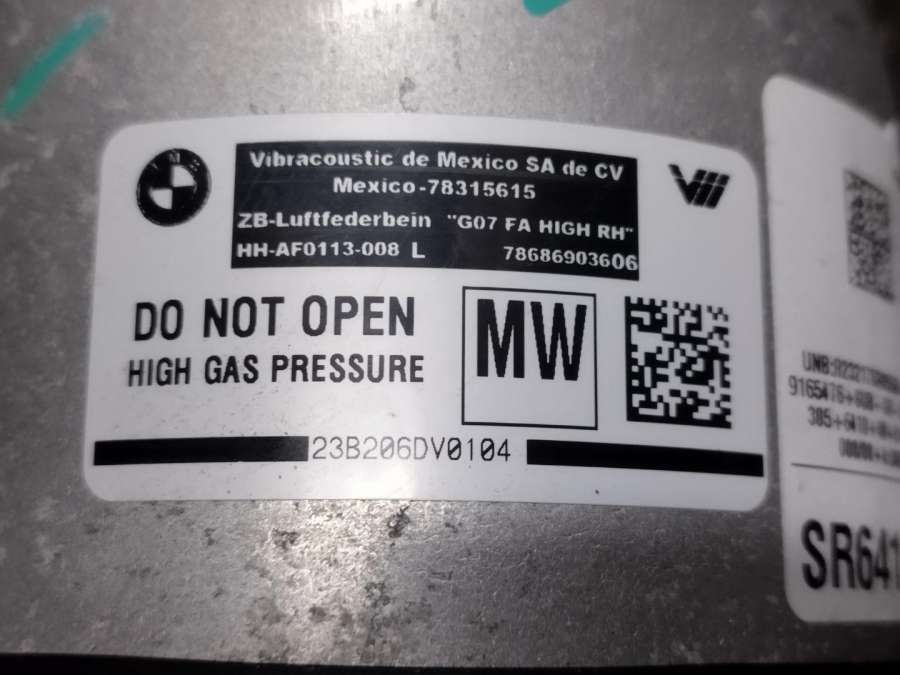 Vibracoustic de Mexico SA de CV
Mexico-78315615
ZB-Luftfederbein "G07 FA HIGH RH"
HH-AF0113-008 L 78686903606
DO NOT OPEN
HIGH GAS PRESSURE
MW
23B206DV0104
SR641